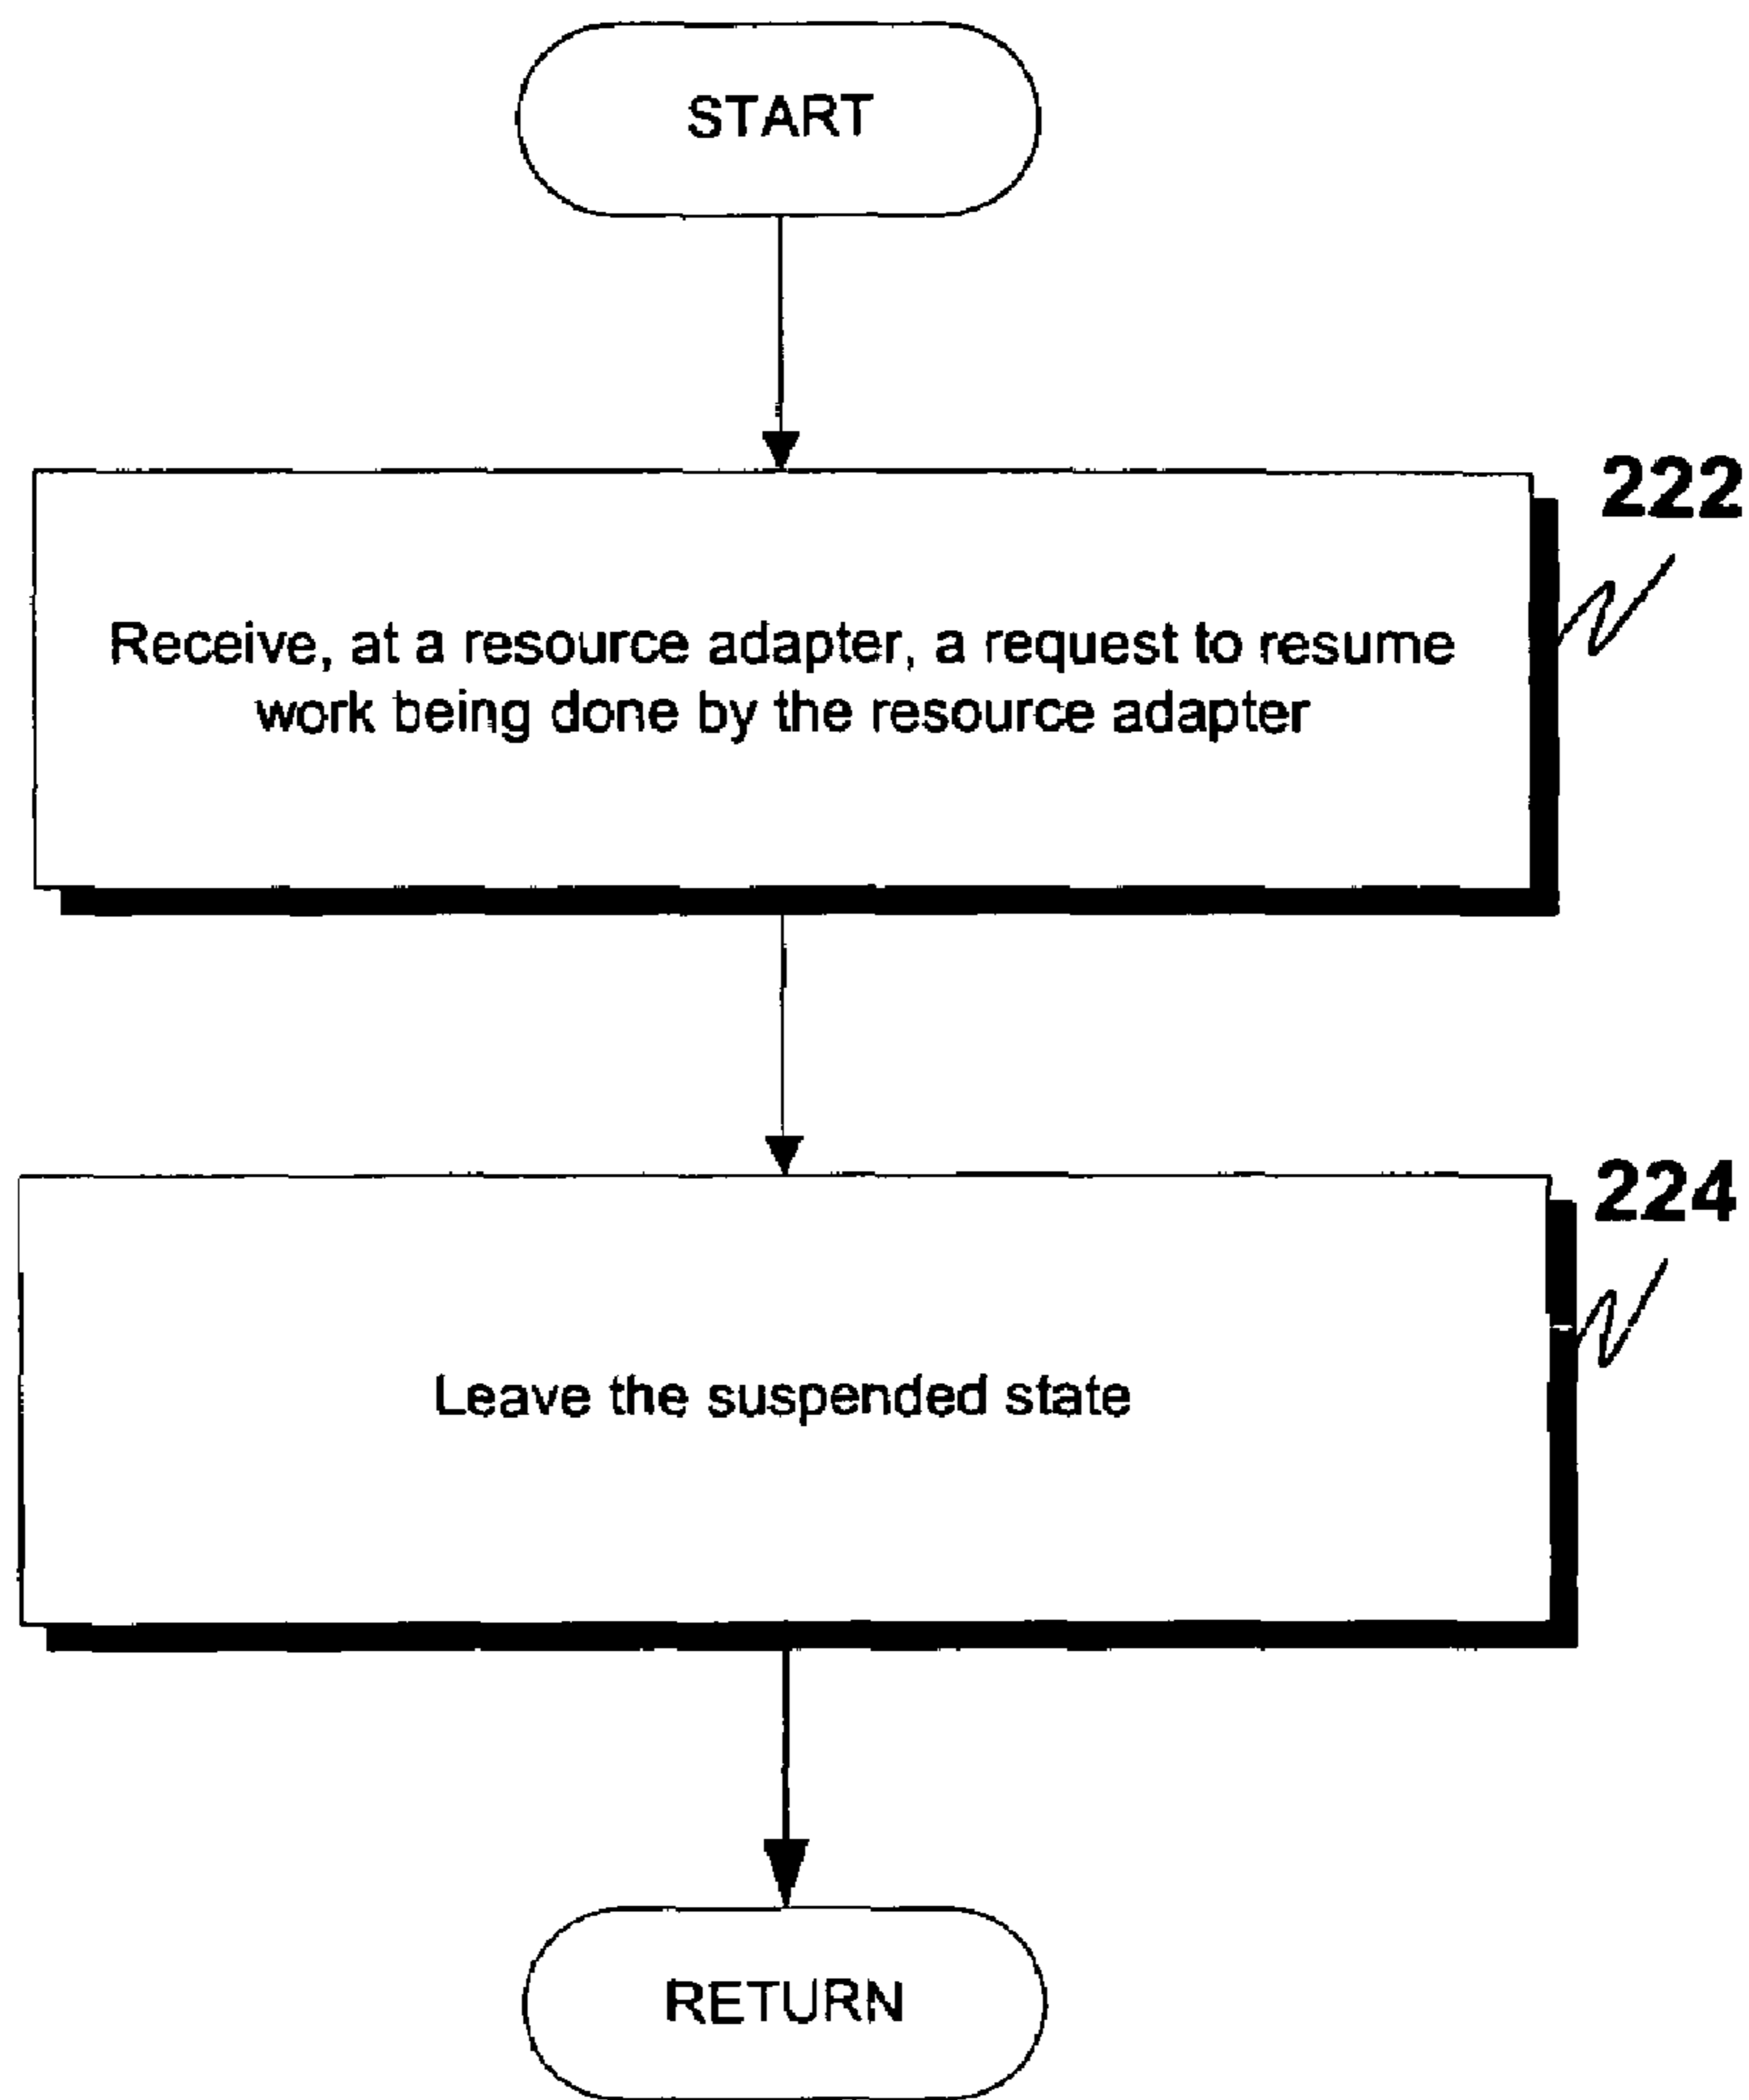 START
222
Receive, at a resource adapter, a request to resume
work being done by the resource adapter
224
Leave the suspended state
RETURN